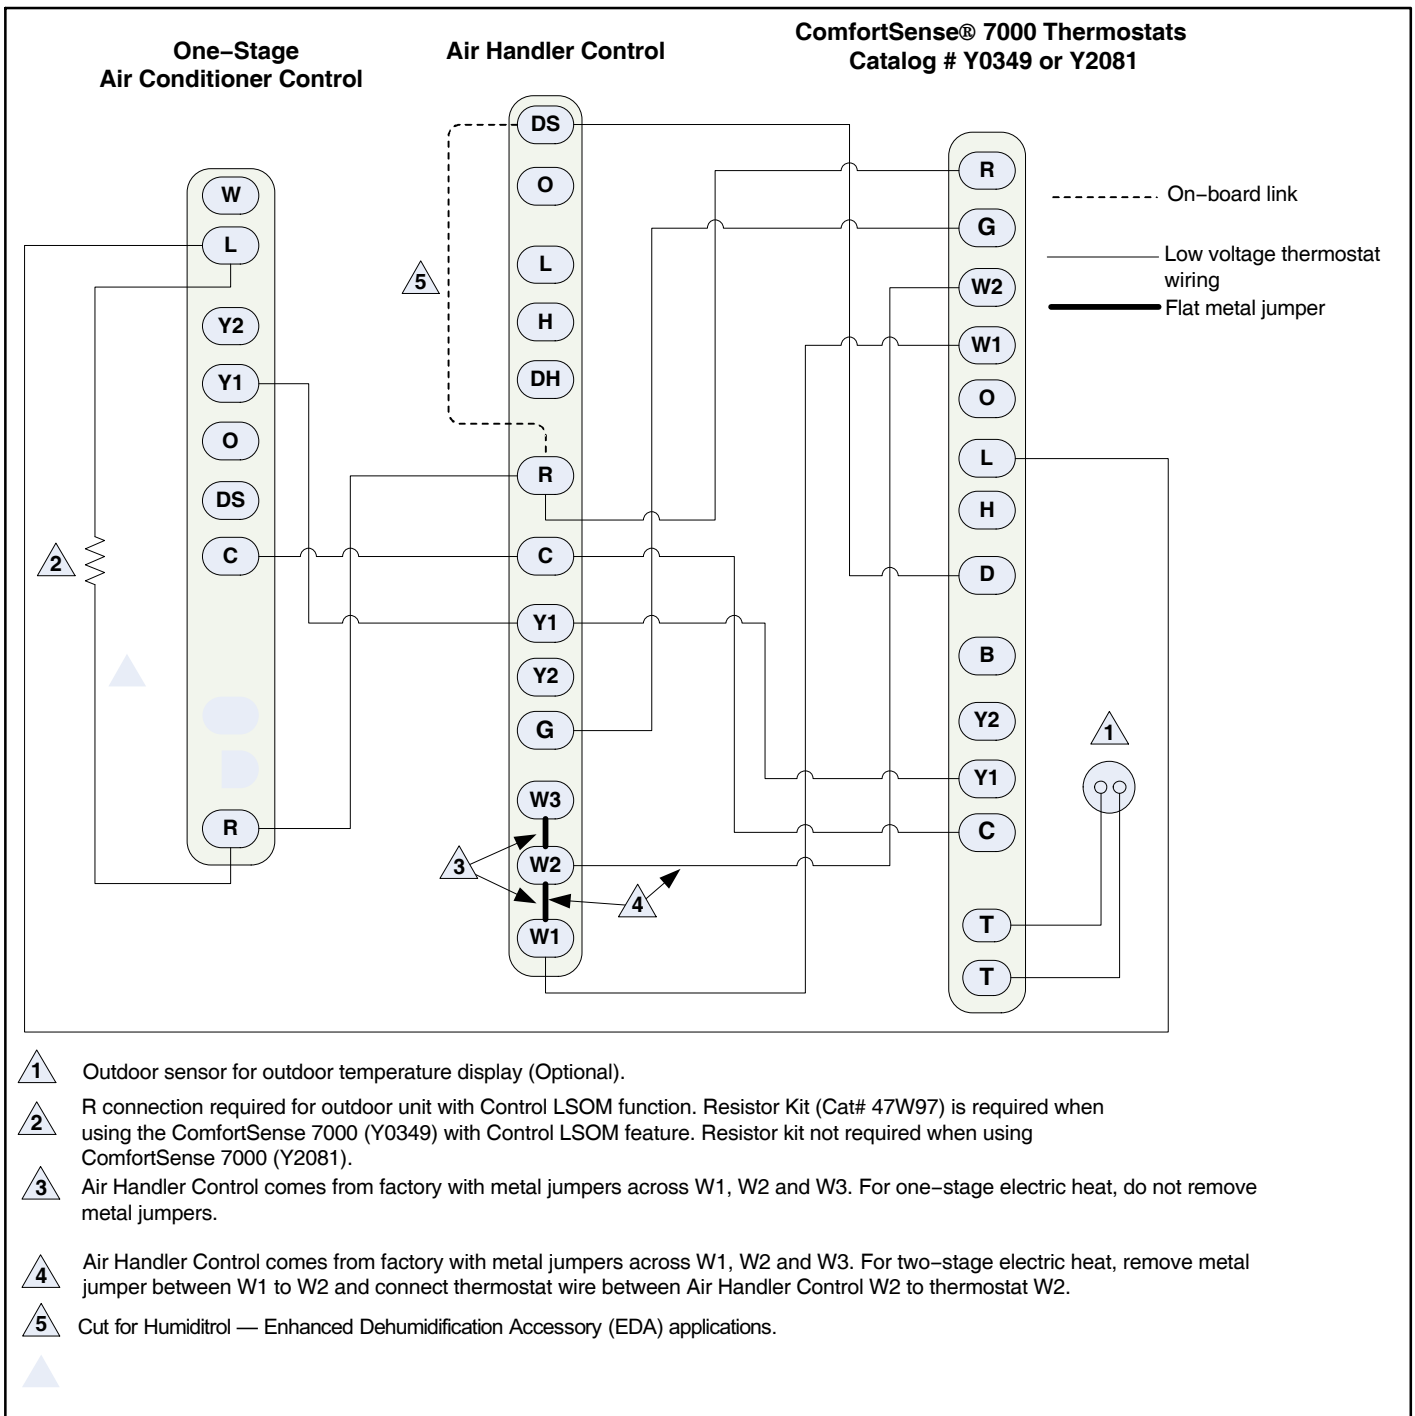 One−Stage
Air Conditioner Control
Air Handler Control
ComfortSense® 7000 Thermostats
Catalog # Y0349 or Y2081
W
L
Y2
Y1
O
DS
C
R
2
5
DS
O
L
H
DH
R
C
Y1
Y2
G
W3
W2
W1
3
4
R
G
W2
W1
O
L
H
D
B
Y2
Y1
C
T
T
1
On−board link
Low voltage thermostat
wiring
Flat metal jumper
1 Outdoor sensor for outdoor temperature display (Optional).
2 R connection required for outdoor unit with Control LSOM function. Resistor Kit (Cat# 47W97) is required when
using the ComfortSense 7000 (Y0349) with Control LSOM feature. Resistor kit not required when using
ComfortSense 7000 (Y2081).
3 Air Handler Control comes from factory with metal jumpers across W1, W2 and W3. For one−stage electric heat, do not remove
metal jumpers.
4 Air Handler Control comes from factory with metal jumpers across W1, W2 and W3. For two−stage electric heat, remove metal
jumper between W1 to W2 and connect thermostat wire between Air Handler Control W2 to thermostat W2.
5 Cut for Humiditrol — Enhanced Dehumidification Accessory (EDA) applications.